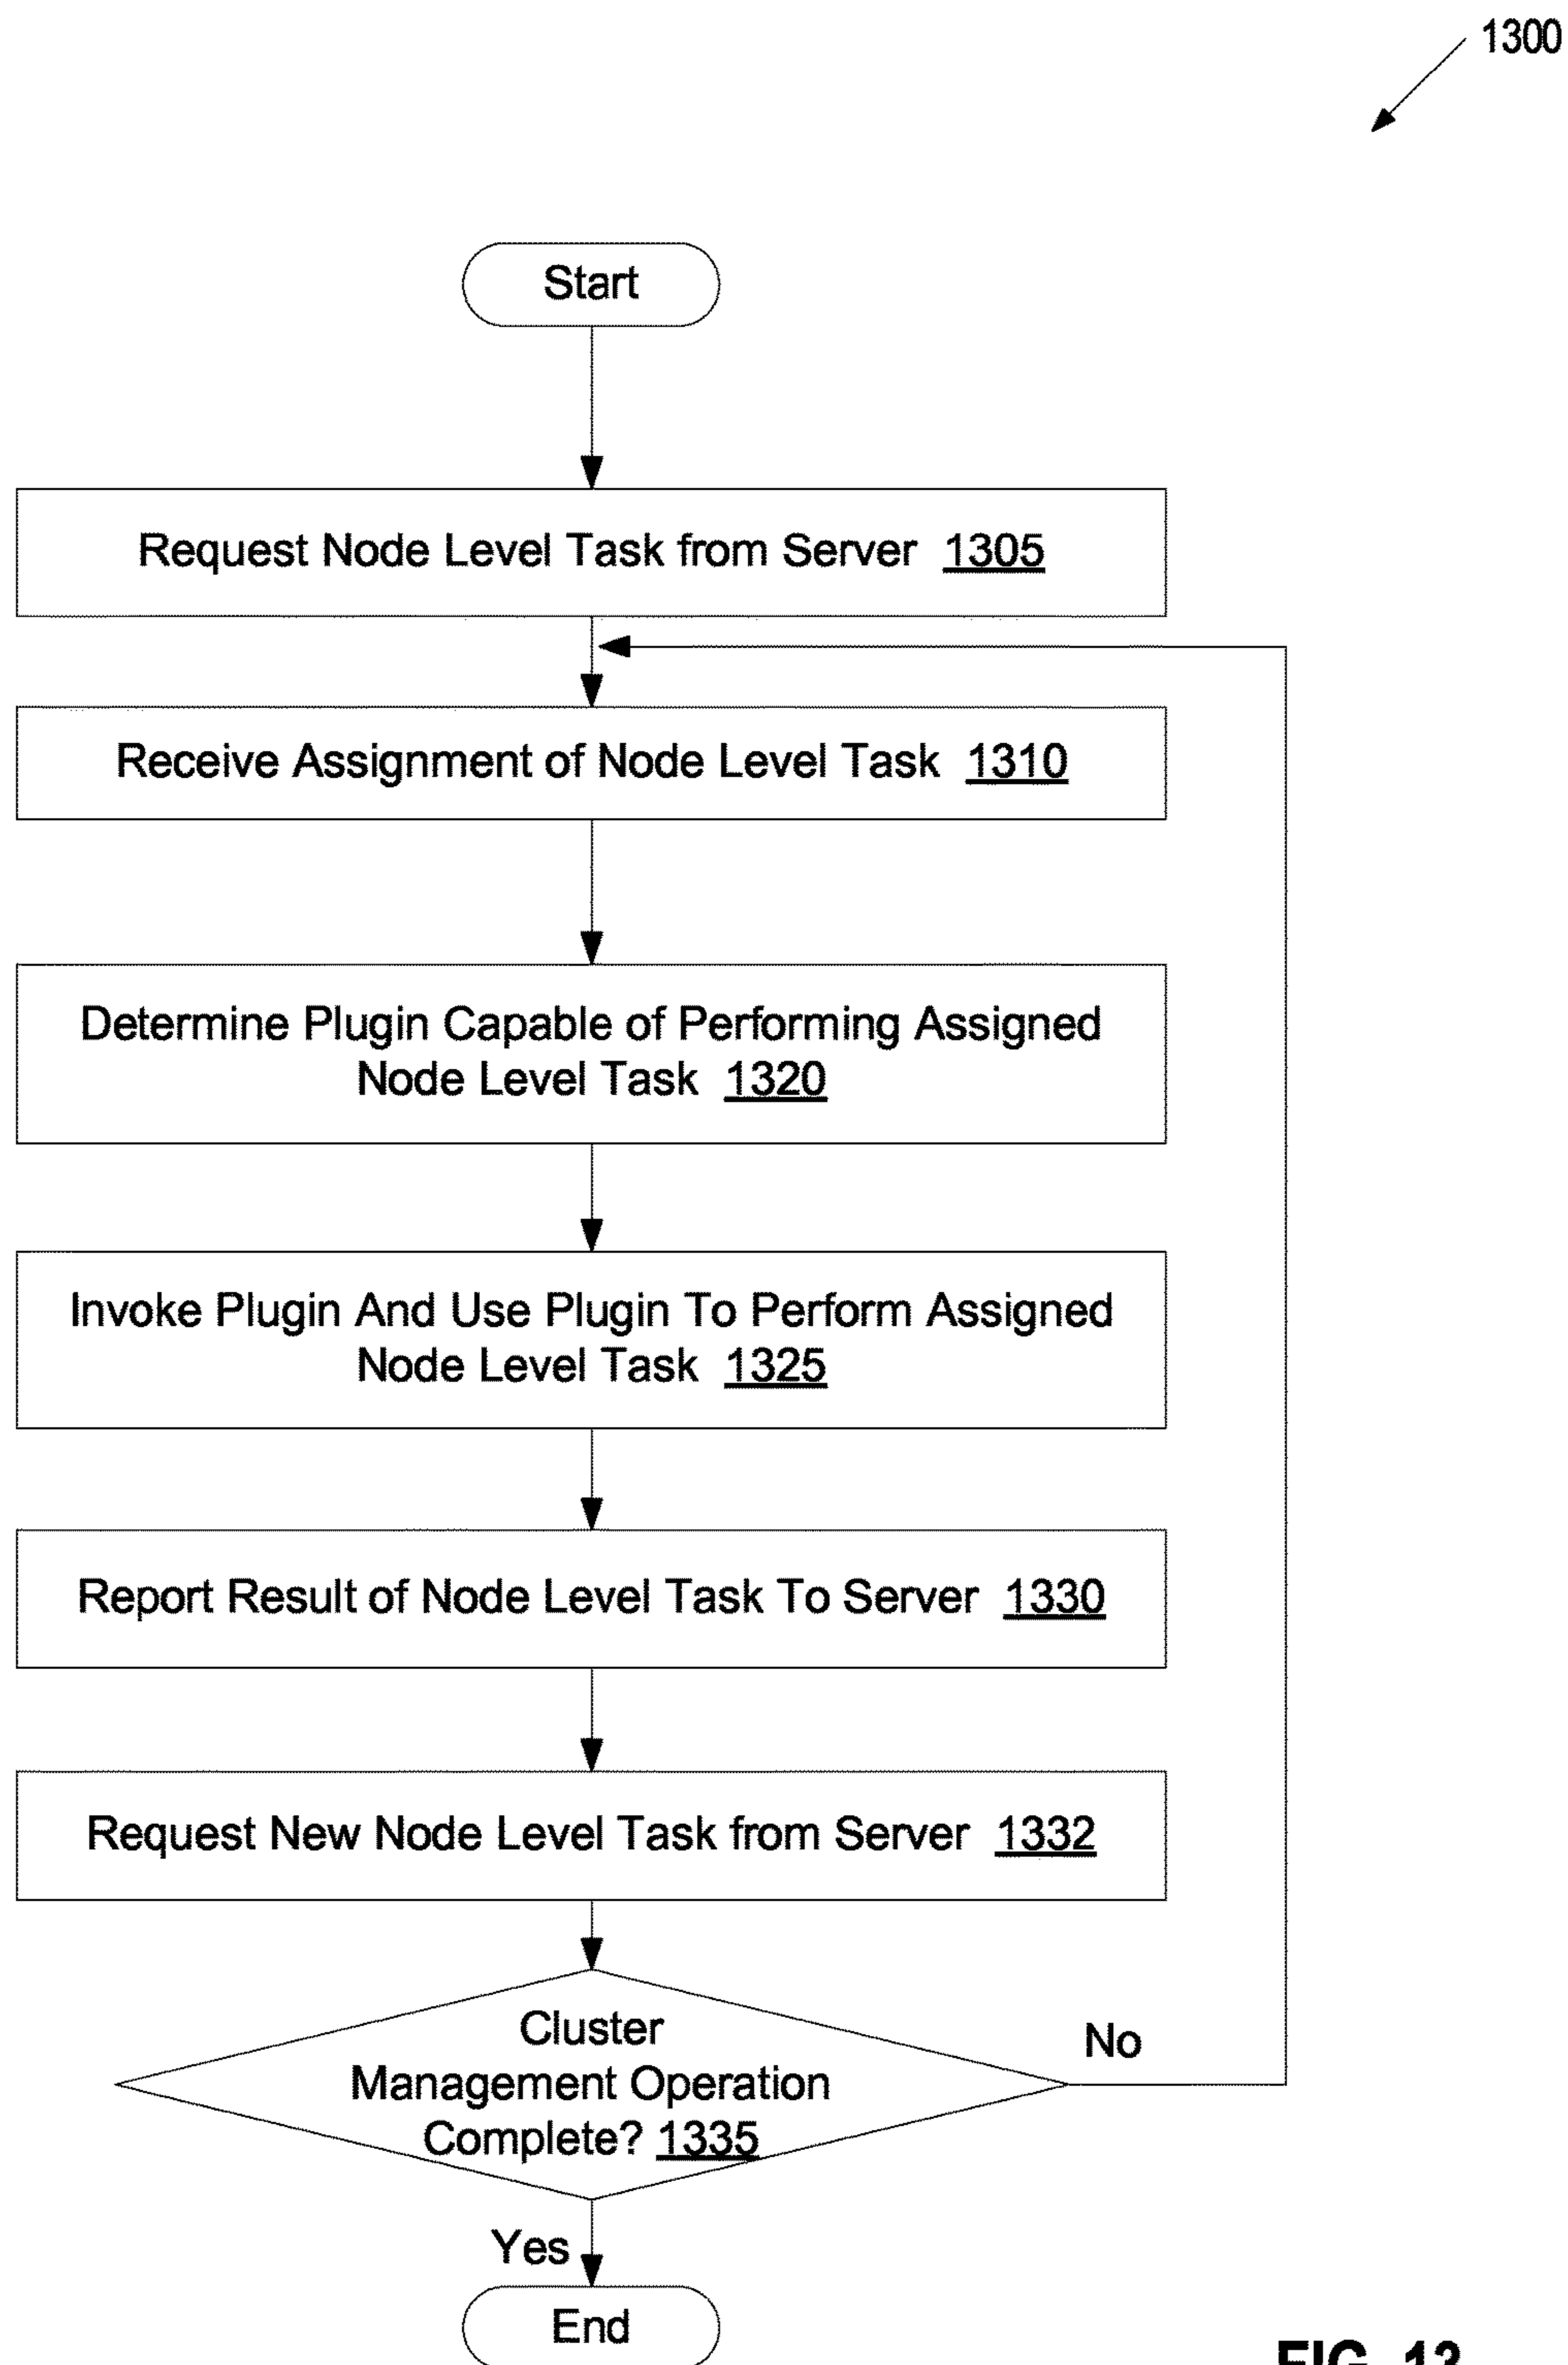 1300
Start
Request Node Level Task from Server 1305
Receive Assignment of Node Level Task 1310
Determine Plugin Capable of Performing Assigned
Node Level Task 1320
Invoke Plugin And Use Plugin To Perform Assigned
Node Level Task 1325
Report Result of Node Level Task To Server 1330
Request New Node Level Task from Server 1332
Cluster
Management Operation
Complete? 1335
No
Yes
End
FIG. 13